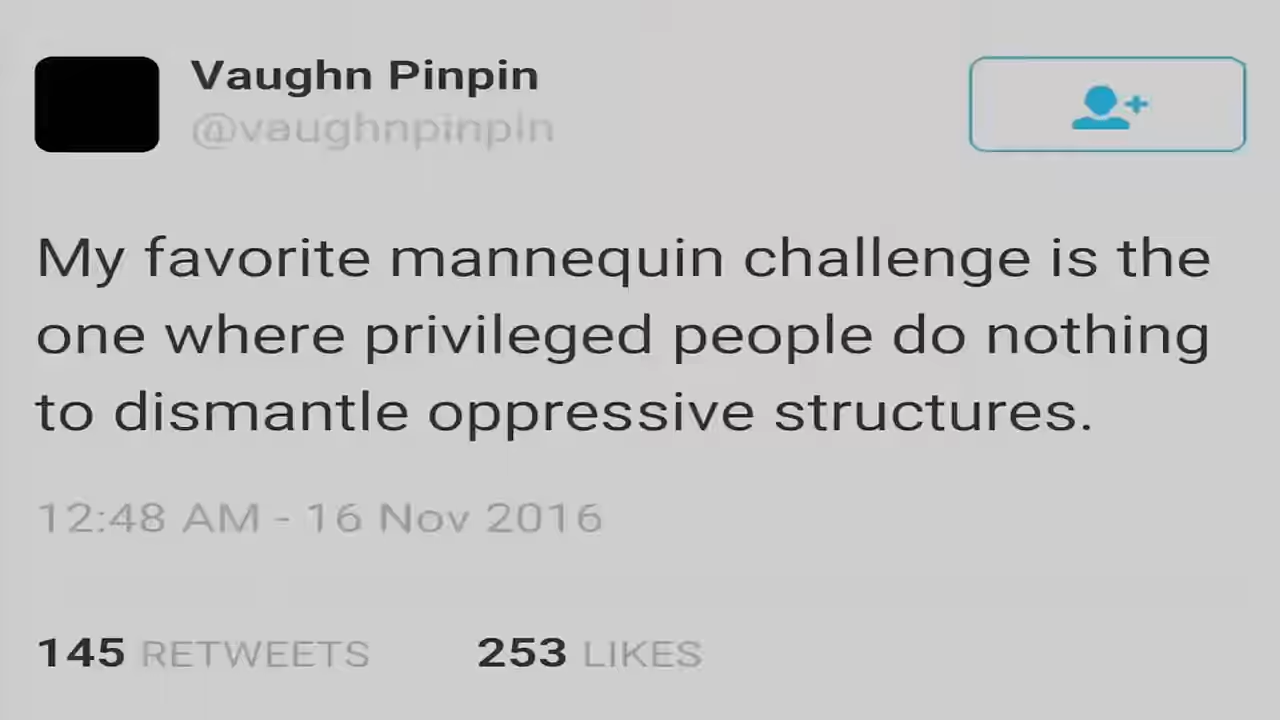 Vaughn Pinpin
@vaughnpinpin
My favorite mannequin challenge is the
one where privileged people do nothing
to dismantle oppressive structures.
12:48 AM - 16 Nov 2016
145 RETWEETS 253 LIKES